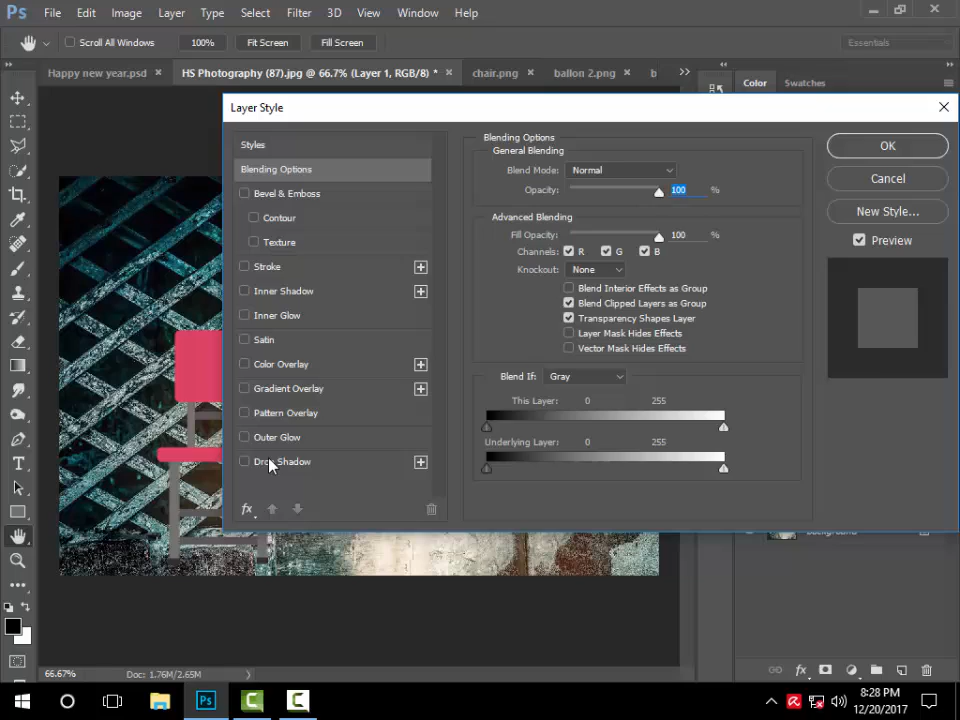 Ps File Edit Image Layer Type Select Filter 3D View Window Help
Scroll All Windows 100% Fit Screen Fill Screen Essentials
Happy new year.psd × HS Photography (87).jpg @ 66.7% (Layer 1, RGB/8) * × chair.png × ballon 2.png × b Color Swatches
Layer Style
Styles
Blending Options
Bevel & Emboss
Contour
Texture
Stroke
Inner Shadow
Inner Glow
Satin
Color Overlay
Gradient Overlay
Pattern Overlay
Outer Glow
Drop Shadow
fx
Blending Options
General Blending
Blend Mode: Normal
Opacity: 100 %
Advanced Blending
Fill Opacity: 100 %
Channels: R G B
Knockout: None
Blend Interior Effects as Group
Blend Clipped Layers as Group
Transparency Shapes Layer
Layer Mask Hides Effects
Vector Mask Hides Effects
Blend If: Gray
This Layer: 0 255
Underlying Layer: 0 255
OK
Cancel
New Style...
Preview
fx
66.67% Doc: 1.76M/2.65M
Ps
8:28 PM
12/20/2017